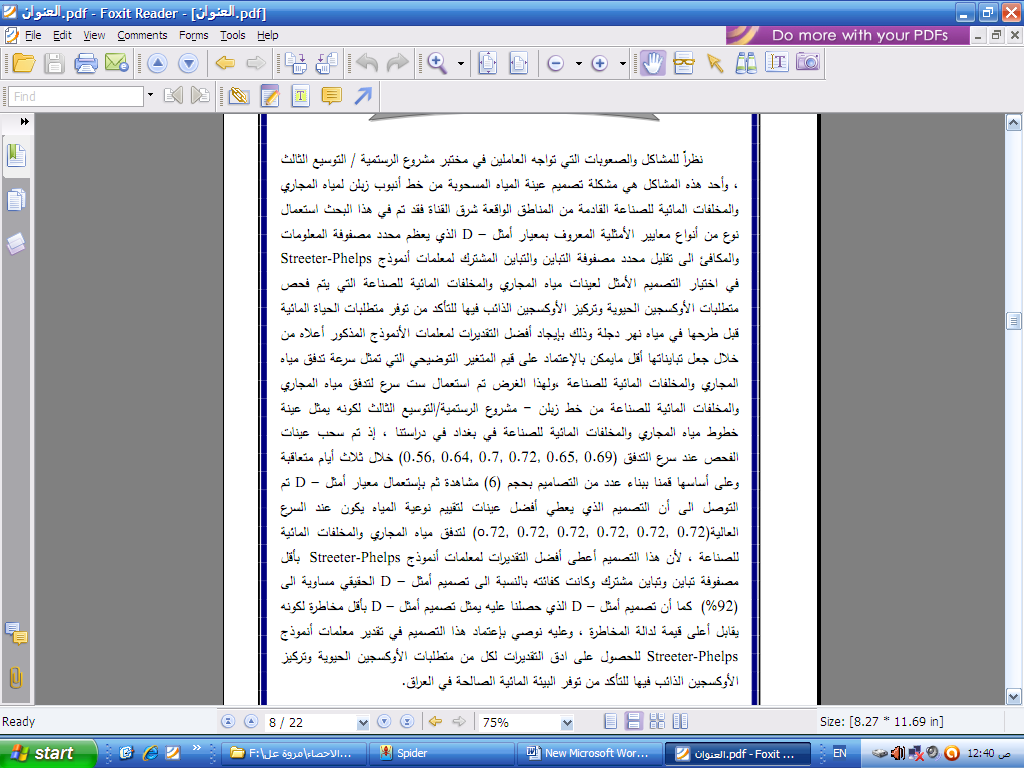 العنوان.pdf - Foxit Reader - [العنوان.pdf]
File Edit View Comments Forms Tools Help
Do more with your PDFs
Find
نظراً للمشاكل والصعوبات التي تواجه العاملين في مختبر مشروع الرستمية / التوسيع الثالث
، وأحد هذه المشاكل هي مشكلة تصميم عينة المياه المسحوبة من خط أنبوب زبلن لمياه المجاري
والمخلفات المائية للصناعة القادمة من المناطق الواقعة شرق القناة فقد تم في هذا البحث استعمال
نوع من أنواع معايير الأمثلية المعروف بمعيار أمثل – D الذي يعظم محدد مصفوفة المعلومات
والمكافئ الى تقليل محدد مصفوفة التباين والتباين المشترك لمعلمات أنموذج Streeter-Phelps
في اختيار التصميم الأمثل لعينات مياه المجاري والمخلفات المائية للصناعة التي يتم فحص
متطلبات الأوكسجين الحيوية وتركيز الأوكسجين الذائب فيها للتأكد من توفر متطلبات الحياة المائية
قبل طرحها في مياه نهر دجلة وذلك بإيجاد أفضل التقديرات لمعلمات الأنموذج المذكور أعلاه من
خلال جعل تبايناتها أقل مايمكن بالإعتماد على قيم المتغير التوضيحي التي تمثل سرعة تدفق مياه
المجاري والمخلفات المائية للصناعة ،ولهذا الغرض تم استعمال ست سرع لتدفق مياه المجاري
والمخلفات المائية للصناعة من خط زبلن – مشروع الرستمية/التوسيع الثالث لكونه يمثل عينة
خطوط مياه المجاري والمخلفات المائية للصناعة في بغداد في دراستنا ، إذ تم سحب عينات
الفحص عند سرع التدفق (0.56, 0.64, 0.7, 0.72, 0.65, 0.69) خلال ثلاث أيام متعاقبة
وعلى أساسها قمنا ببناء عدد من التصاميم بحجم (6) مشاهدة ثم بإستعمال معيار أمثل – D تم
التوصل الى أن التصميم الذي يعطي أفضل عينات لتقييم نوعية المياه يكون عند السرع
العالية(0.72, 0.72, 0.72, 0.72, 0.72, 0.72) لتدفق مياه المجاري والمخلفات المائية
للصناعة ، لأن هذا التصميم أعطى أفضل التقديرات لمعلمات أنموذج Streeter-Phelps بأقل
مصفوفة تباين وتباين مشترك وكانت كفائته بالنسبة الى تصميم أمثل – D الحقيقي مساوية الى
(92%) كما أن تصميم أمثل – D الذي حصلنا عليه يمثل تصميم أمثل – D بأقل مخاطرة لكونه
يقابل أعلى قيمة لدالة المخاطرة ، وعليه نوصي بإعتماد هذا التصميم في تقدير معلمات أنموذج
Streeter-Phelps للحصول على ادق التقديرات لكل من متطلبات الأوكسجين الحيوية وتركيز
الأوكسجين الذائب فيها للتأكد من توفر البيئة المائية الصالحة في العراق.
Ready
8 / 22
75%
Size: [8.27 * 11.69 in]
start
F:\الاحصاء\مروة عل...
Spider
New Microsoft Wor...
العنوان.pdf - Foxit ...
EN
12:40 ص